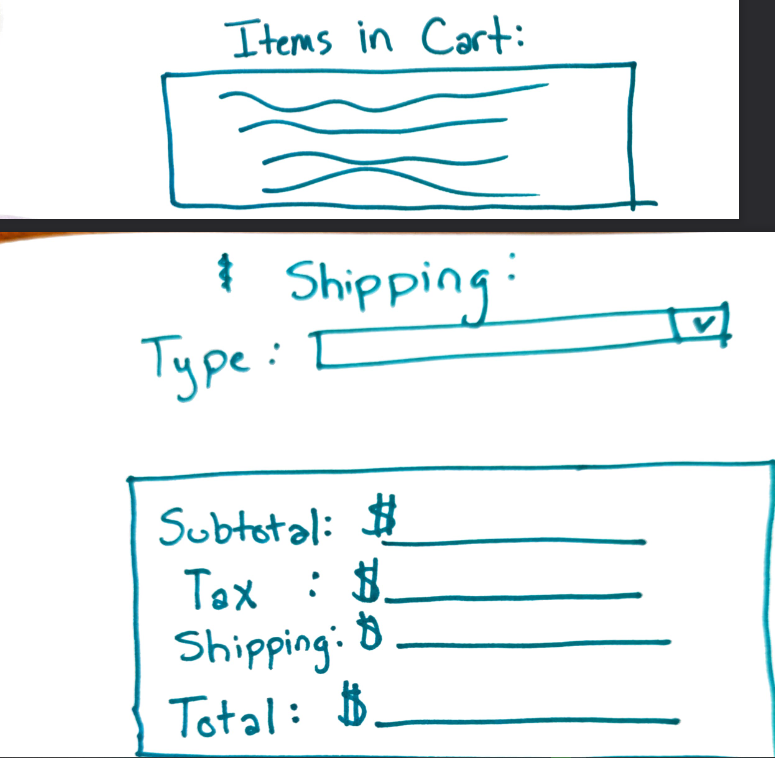 Items in Cart:
Shipping:
Type:
Subtotal: $
Tax : $
Shipping: $
Total: $